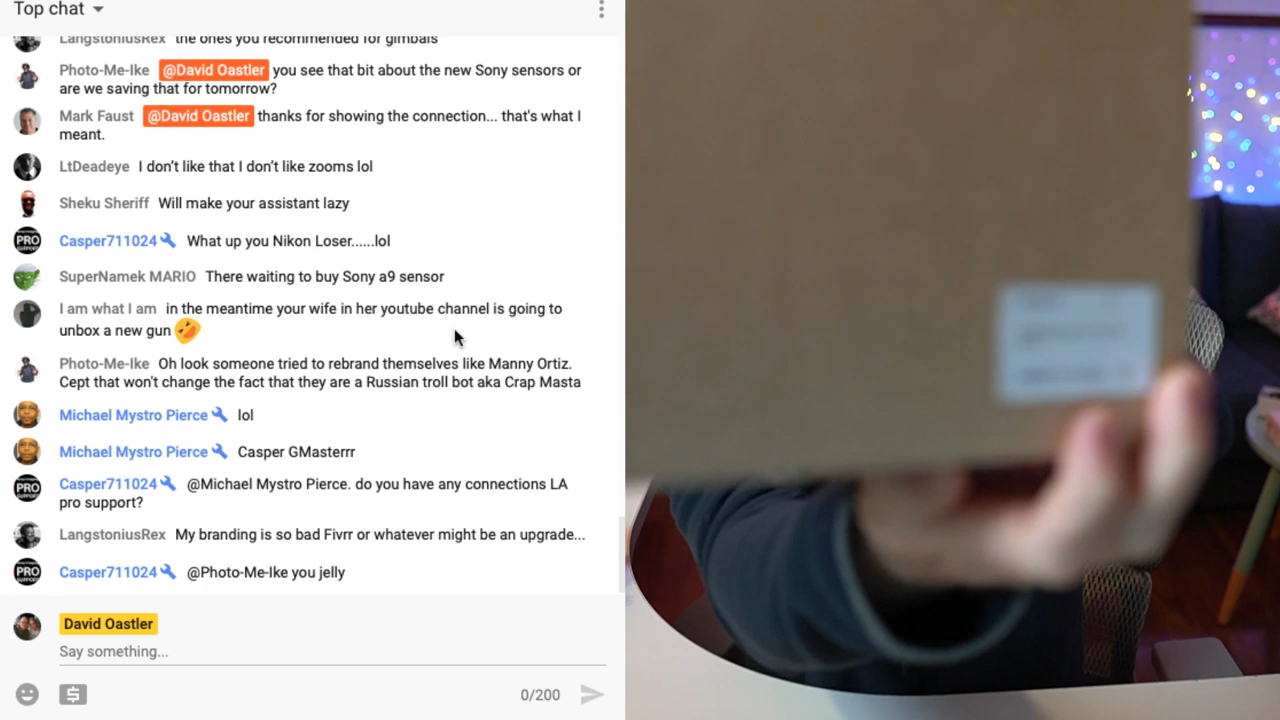 Top chat
LangstoniusRex the ones you recommended for gimbals
Photo-Me-Ike @David Oastler you see that bit about the new Sony sensors or
are we saving that for tomorrow?
Mark Faust @David Oastler thanks for showing the connection... that's what I
meant.
LtDeadeye I don’t like that I don’t like zooms lol
Sheku Sheriff Will make your assistant lazy
PRO
SUPPORT
Casper711024 What up you Nikon Loser......lol
SuperNamek MARIO There waiting to buy Sony a9 sensor
I am what I am in the meantime your wife in her youtube channel is going to
unbox a new gun 🤣
Photo-Me-Ike Oh look someone tried to rebrand themselves like Manny Ortiz.
Cept that won't change the fact that they are a Russian troll bot aka Crap Masta
Michael Mystro Pierce lol
Michael Mystro Pierce Casper GMasterrr
PRO
SUPPORT
Casper711024 @Michael Mystro Pierce. do you have any connections LA
pro support?
LangstoniusRex My branding is so bad Fivrr or whatever might be an upgrade...
PRO
SUPPORT
Casper711024 @Photo-Me-Ike you jelly
David Oastler
Say something...
$
0/200